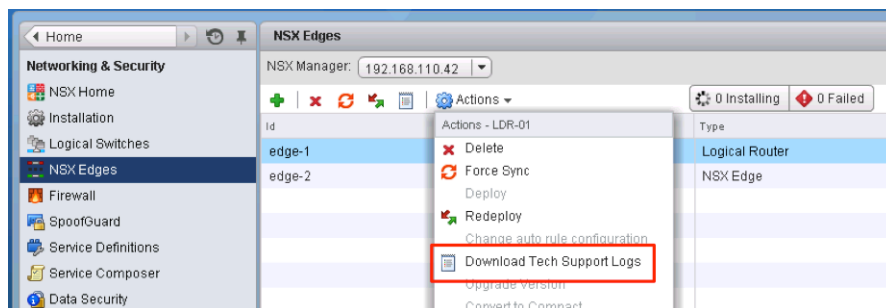 Home
NSX Edges
Networking & Security
NSX Manager: 192.168.110.42
NSX Home
Actions
0 Installing
0 Failed
Installation
Id
Actions - LDR-01
Type
Logical Switches
edge-1
Delete
Logical Router
NSX Edges
edge-2
Force Sync
NSX Edge
Firewall
Deploy
Redeploy
SpoofGuard
Change auto rule configuration
Service Definitions
Download Tech Support Logs
Service Composer
Upgrade Version
Data Security
Convert to Compact